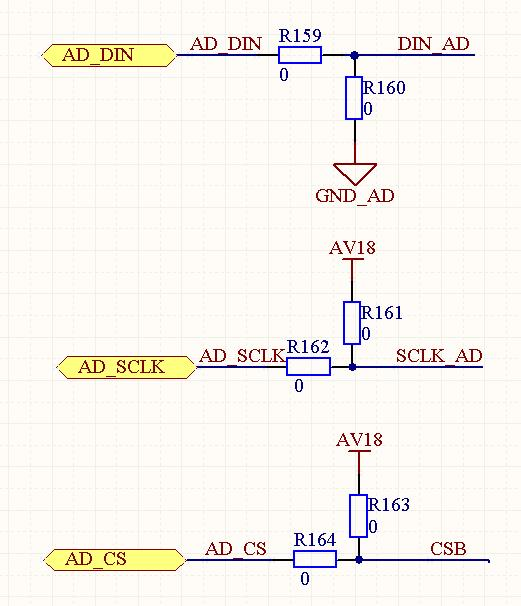 R159
AD_DIN AD_DIN DIN_AD
0
R160
0
GND_AD
AV18
R161
0
R162
AD_SCLK AD_SCLK SCLK_AD
0
AV18
R163
0
R164
AD_CS AD_CS CSB
0